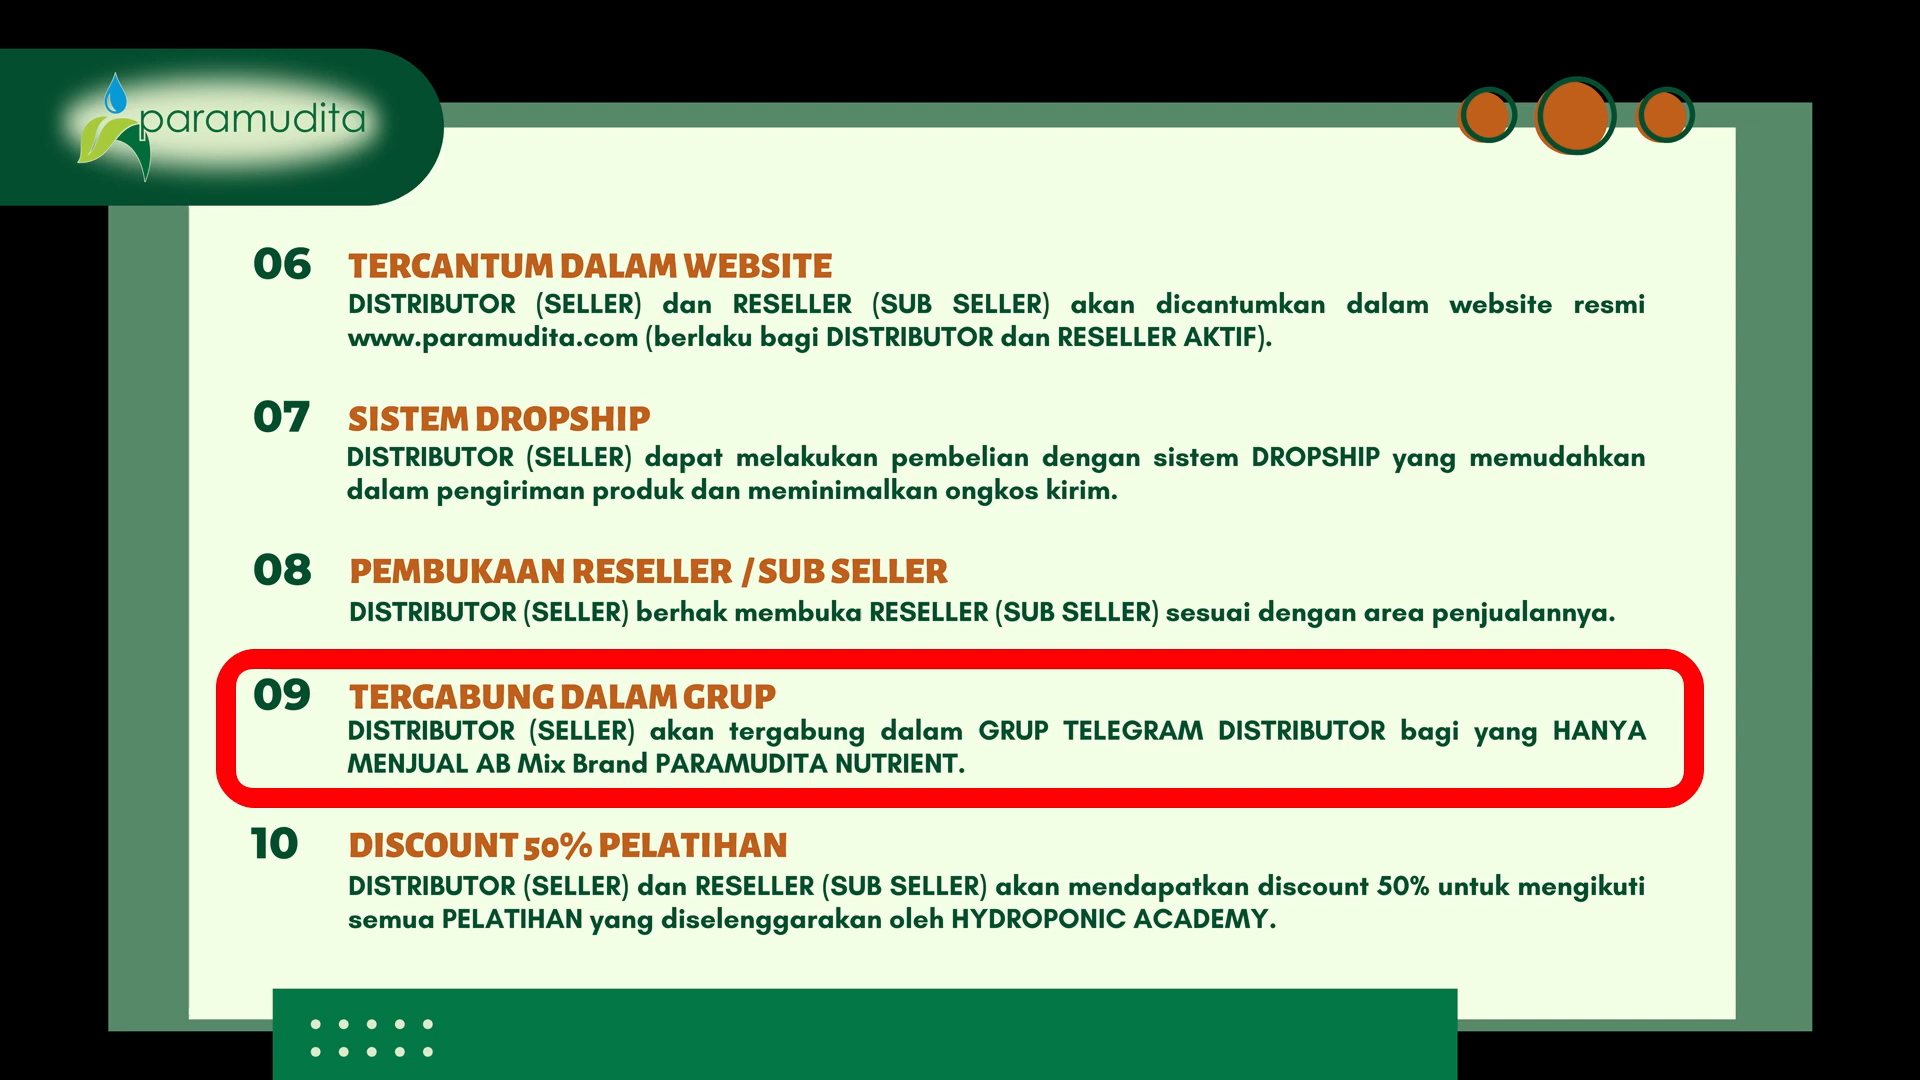 paramudita
06 TERCANTUM DALAM WEBSITE
DISTRIBUTOR (SELLER) dan RESELLER (SUB SELLER) akan dicantumkan dalam website resmi
www.paramudita.com (berlaku bagi DISTRIBUTOR dan RESELLER AKTIF).
07 SISTEM DROPSHIP
DISTRIBUTOR (SELLER) dapat melakukan pembelian dengan sistem DROPSHIP yang memudahkan
dalam pengiriman produk dan meminimalkan ongkos kirim.
08 PEMBUKAAN RESELLER / SUB SELLER
DISTRIBUTOR (SELLER) berhak membuka RESELLER (SUB SELLER) sesuai dengan area penjualannya.
09 TERGABUNG DALAM GRUP
DISTRIBUTOR (SELLER) akan tergabung dalam GRUP TELEGRAM DISTRIBUTOR bagi yang HANYA
MENJUAL AB Mix Brand PARAMUDITA NUTRIENT.
10 DISCOUNT 50% PELATIHAN
DISTRIBUTOR (SELLER) dan RESELLER (SUB SELLER) akan mendapatkan discount 50% untuk mengikuti
semua PELATIHAN yang diselenggarakan oleh HYDROPONIC ACADEMY.